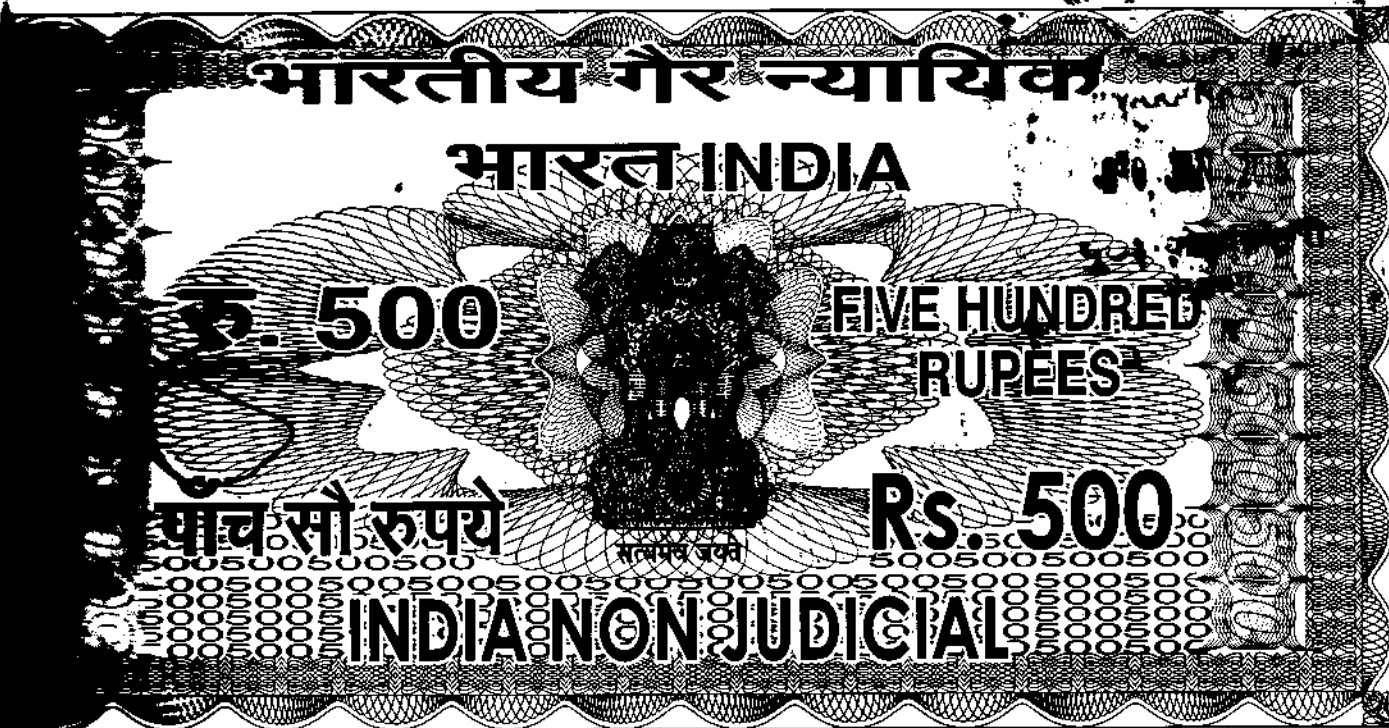 भारतीय गैर न्यायिक
भारत INDIA
रु. 500
FIVE HUNDRED
RUPEES
पाँच सौ रुपये
Rs. 500
सत्यमेव जयते
INDIA NON JUDICIAL